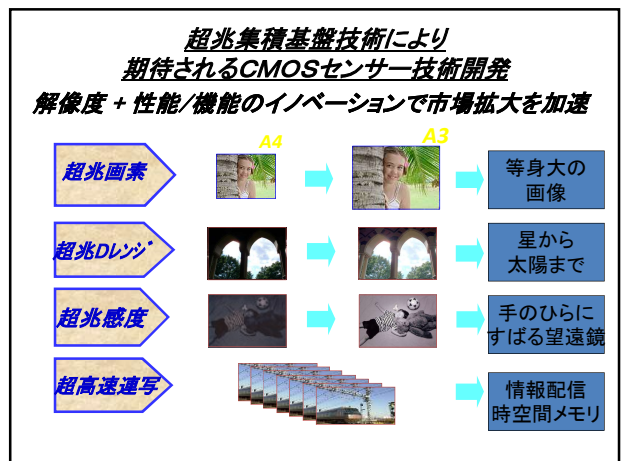 超兆集積基盤技術により
期待されるCMOSセンサー技術開発
解像度 + 性能/機能のイノベーションで市場拡大を加速
超兆画素
A4
A3
等身大の
画像
超兆Dレンジ
星から
太陽まで
超兆感度
手のひらに
すばる望遠鏡
超高速連写
情報配信
時空間メモリ